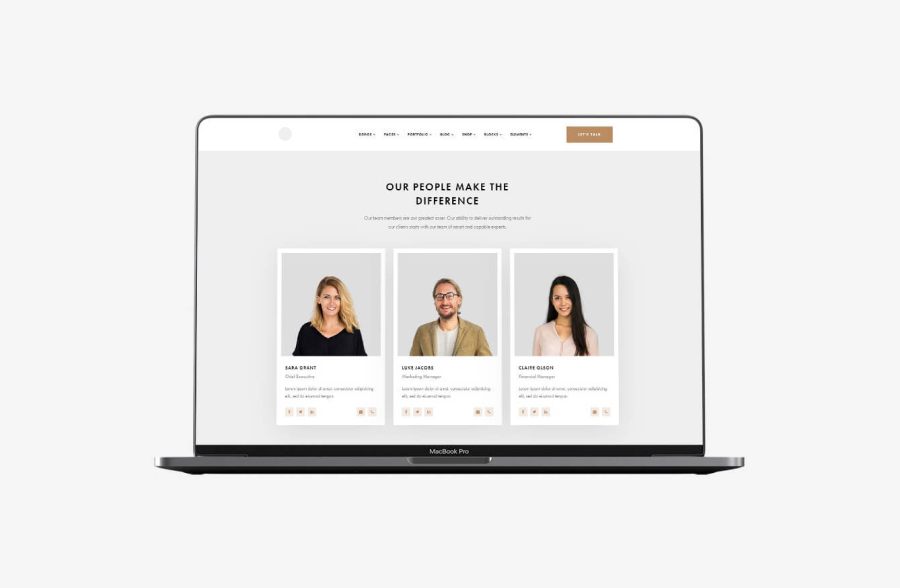 DEMOS PAGES PORTFOLIO BLOG SHOP BLOCKS ELEMENTS LET'S TALK
OUR PEOPLE MAKE THE
DIFFERENCE
Our team members are our greatest asset. Our ability to deliver outstanding results for
our clients starts with our team of smart and capable experts.
SARA GRANT
Chief Executive
Lorem ipsum dolor sit amet, consectetur adipiscing
elit, sed do eiusmod tempor.
LUKE JACOBS
Marketing Manager
Lorem ipsum dolor sit amet, consectetur adipiscing
elit, sed do eiusmod tempor.
CLAIRE OLSON
Financial Manager
Lorem ipsum dolor sit amet, consectetur adipiscing
elit, sed do eiusmod tempor.
MacBook Pro